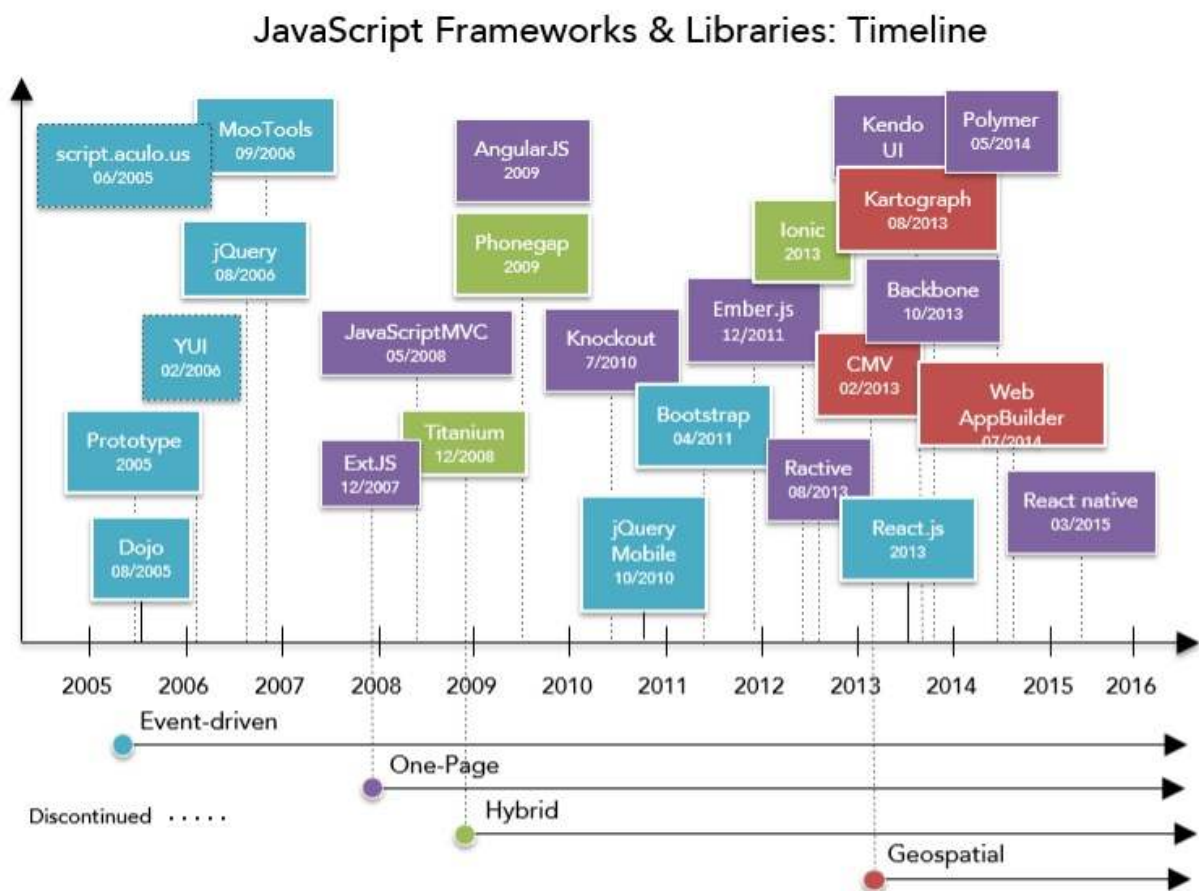 JavaScript Frameworks & Libraries: Timeline
script.aculo.us
06/2005
MooTools
09/2006
jQuery
08/2006
YUI
02/2006
Prototype
2005
Dojo
08/2005
AngularJS
2009
Phonegap
2009
JavaScriptMVC
05/2008
Titanium
12/2008
ExtJS
12/2007
Knockout
7/2010
Bootstrap
04/2011
jQuery
Mobile
10/2010
Ember.js
12/2011
Ionic
2013
Kendo
UI
Polymer
05/2014
Kartograph
08/2013
Backbone
10/2013
CMV
02/2013
Web
AppBuilder
07/2014
Ractive
08/2013
React.js
2013
React native
03/2015
2005 2006 2007 2008 2009 2010 2011 2012 2013 2014 2015 2016
Event-driven
One-Page
Discontinued
Hybrid
Geospatial